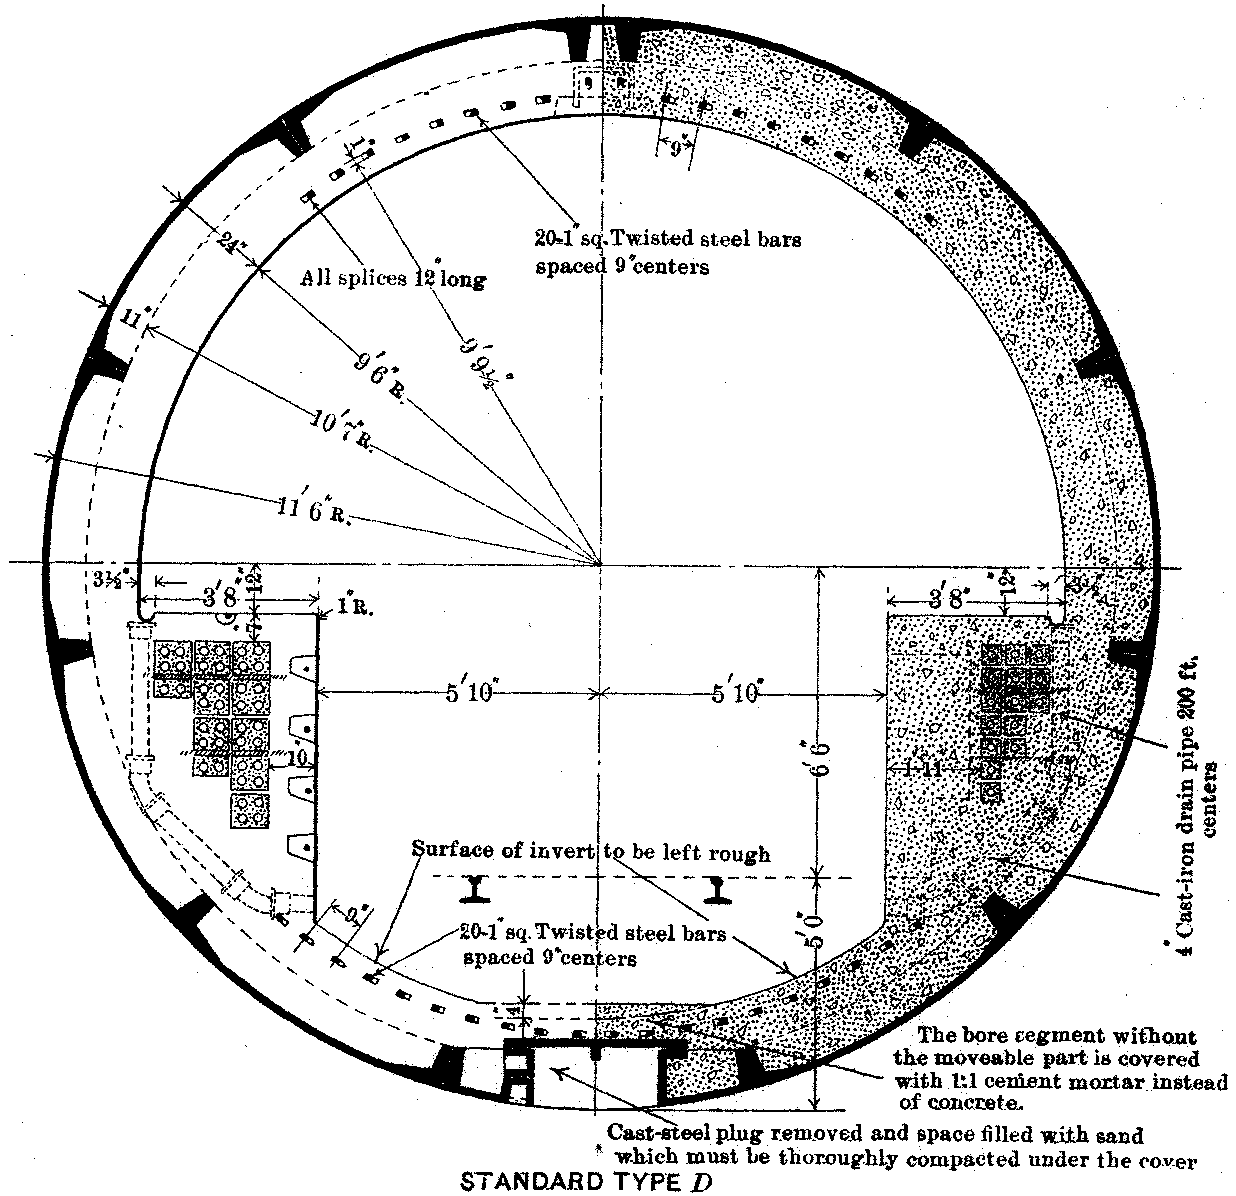 9"
20-1" sq. Twisted steel bars
spaced 9" centers
All splices 12" long
1"
24"
11"
9' 9½"
9' 6" R.
10' 7" R.
11' 6" R.
3½"
3' 8"
12"
1" R.
7"
3' 8"
12"
3½"
5' 10"
5' 10"
6' 6"
10"
1-11
4" Cast-iron drain pipe 200 ft.
centers
Surface of invert to be left rough
9"
20-1" sq. Twisted steel bars
spaced 9" centers
5' 0"
4"
The bore segment without
the moveable part is covered
with 1:1 cement mortar instead
of concrete.
Cast-steel plug removed and space filled with sand
which must be thoroughly compacted under the cover
STANDARD TYPE D